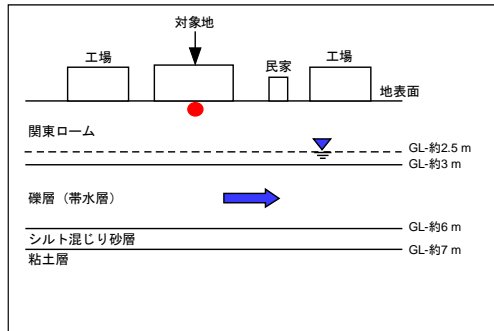 対象地
工場
民家
工場
地表面
関東ローム
GL-約2.5 m
GL-約3 m
礫層（帯水層）
GL-約6 m
シルト混じり砂層
GL-約7 m
粘土層